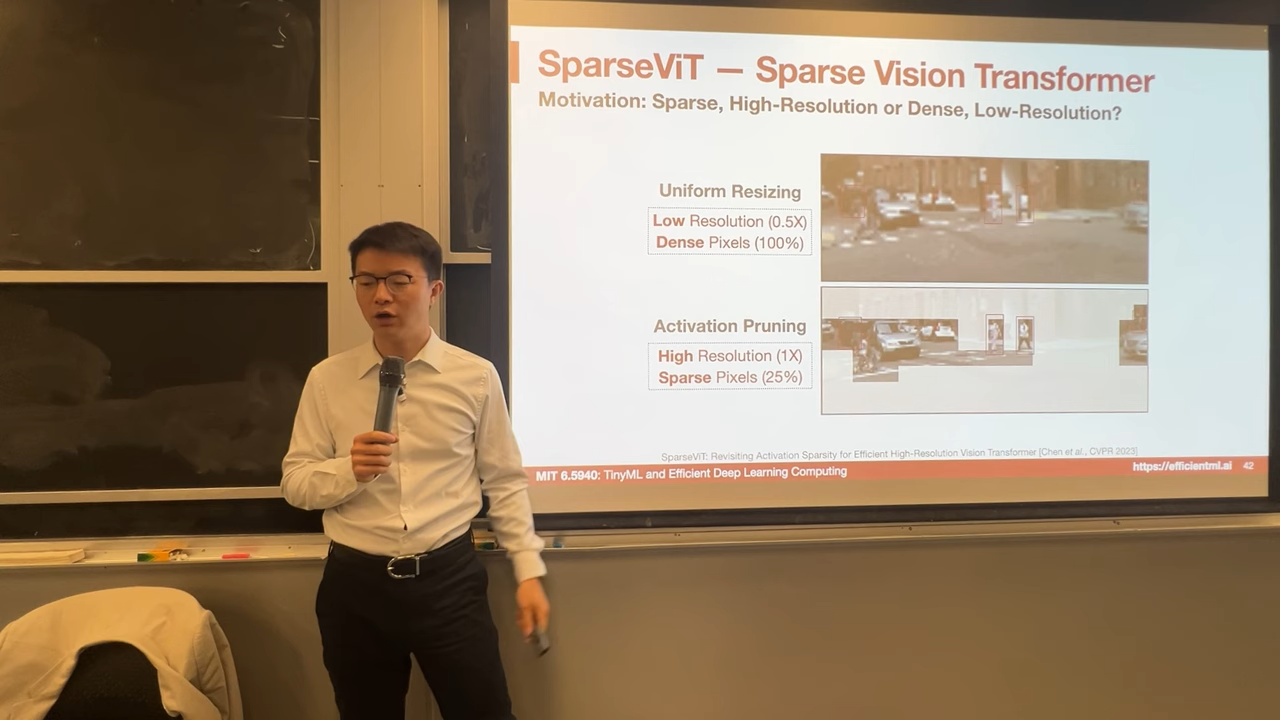 SparseViT — Sparse Vision Transformer
Motivation: Sparse, High-Resolution or Dense, Low-Resolution?
Uniform Resizing
Low Resolution (0.5X)
Dense Pixels (100%)
Activation Pruning
High Resolution (1X)
Sparse Pixels (25%)
SparseViT: Revisiting Activation Sparsity for Efficient High-Resolution Vision Transformer [Chen et al., CVPR 2023]
MIT 6.5940: TinyML and Efficient Deep Learning Computing
https://efficientml.ai 42